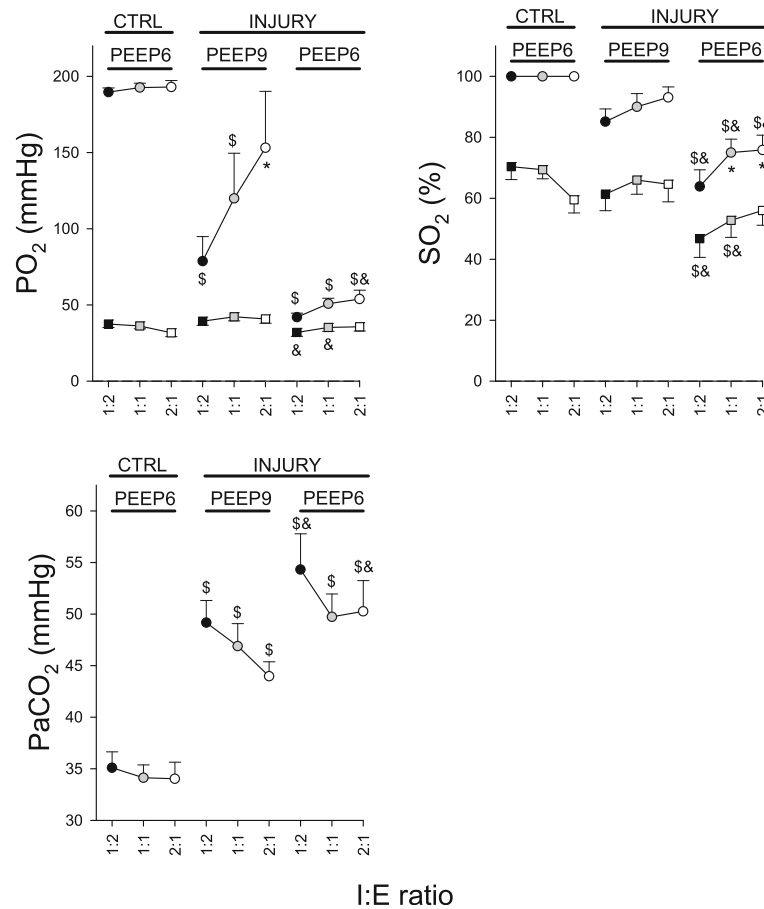 CTRL INJURY
PEEP6 PEEP9 PEEP6
PO2 (mmHg)
200
150
100
50
0
$ $ * $ $ $& & &
1:2 1:1 2:1 1:2 1:1 2:1 1:2 1:1 2:1
CTRL INJURY
PEEP6 PEEP9 PEEP6
SO2 (%)
100
80
60
40
20
0
$& $& * $& * $& $&
1:2 1:1 2:1 1:2 1:1 2:1 1:2 1:1 2:1
CTRL INJURY
PEEP6 PEEP9 PEEP6
PaCO2 (mmHg)
60
55
50
45
40
35
30
$ $ $ $& $ $&
1:2 1:1 2:1 1:2 1:1 2:1 1:2 1:1 2:1
I:E ratio